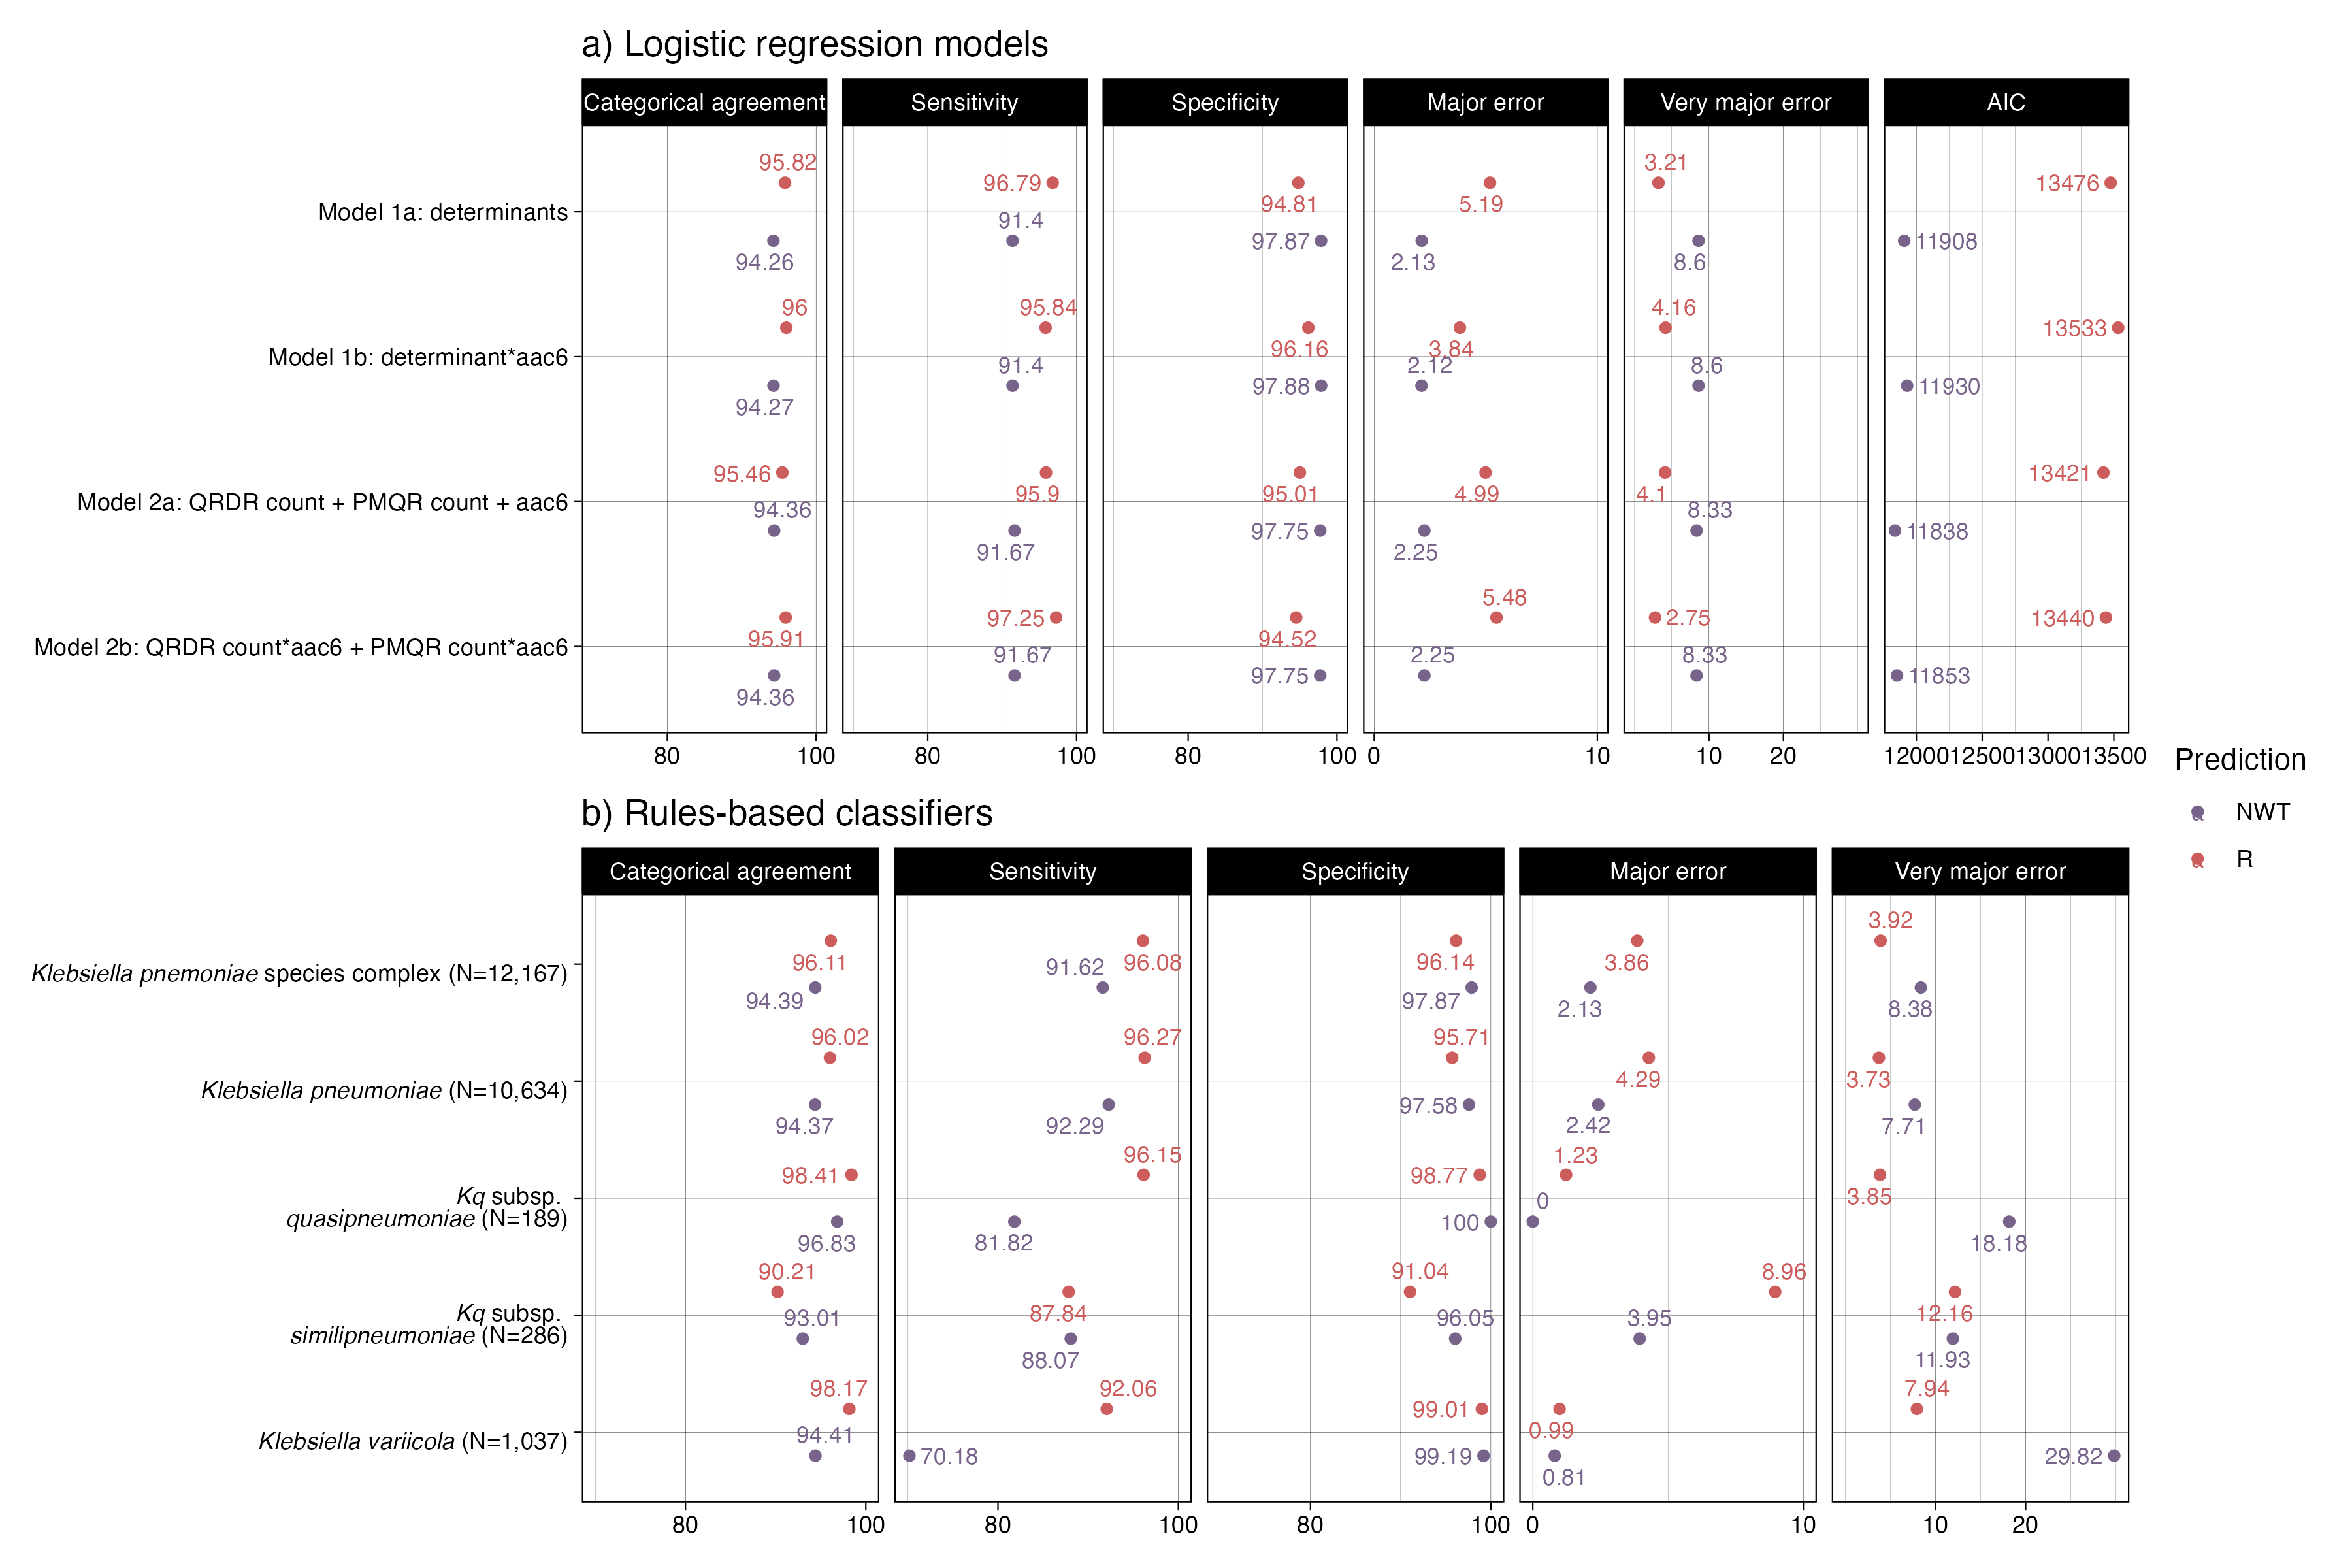 a) Logistic regression models
Categorical agreement Sensitivity Specificity Major error Very major error AIC
95.82 96.79 94.81 5.19 3.21 13476
Model 1a: determinants
94.26 91.4 97.87 2.13 8.6 11908
96 95.84 96.16 3.84 4.16 13533
Model 1b: determinant*aac6
94.27 91.4 97.88 2.12 8.6 11930
95.46 95.9 95.01 4.99 4.1 13421
Model 2a: QRDR count + PMQR count + aac6
94.36 91.67 97.75 2.25 8.33 11838
95.91 97.25 94.52 5.48 2.75 13440
Model 2b: QRDR count*aac6 + PMQR count*aac6
94.36 91.67 97.75 2.25 8.33 11853
80 100 80 100 80 100 0 10 10 20 12000 12500 13000 13500
Prediction
NWT
R
b) Rules-based classifiers
Categorical agreement Sensitivity Specificity Major error Very major error
96.11 96.08 96.14 3.86 3.92
Klebsiella pnemoniae species complex (N=12,167)
94.39 91.62 97.87 2.13 8.38
96.02 96.27 95.71 4.29 3.73
Klebsiella pneumoniae (N=10,634)
94.37 92.29 97.58 2.42 7.71
98.41 96.15 98.77 1.23 3.85
Kq subsp.
quasipneumoniae (N=189)
96.83 81.82 100 0 18.18
90.21 87.84 91.04 8.96 12.16
Kq subsp.
similipneumoniae (N=286)
93.01 88.07 96.05 3.95 11.93
98.17 92.06 99.01 0.99 7.94
Klebsiella variicola (N=1,037)
94.41 70.18 99.19 0.81 29.82
80 100 80 100 80 100 0 10 10 20